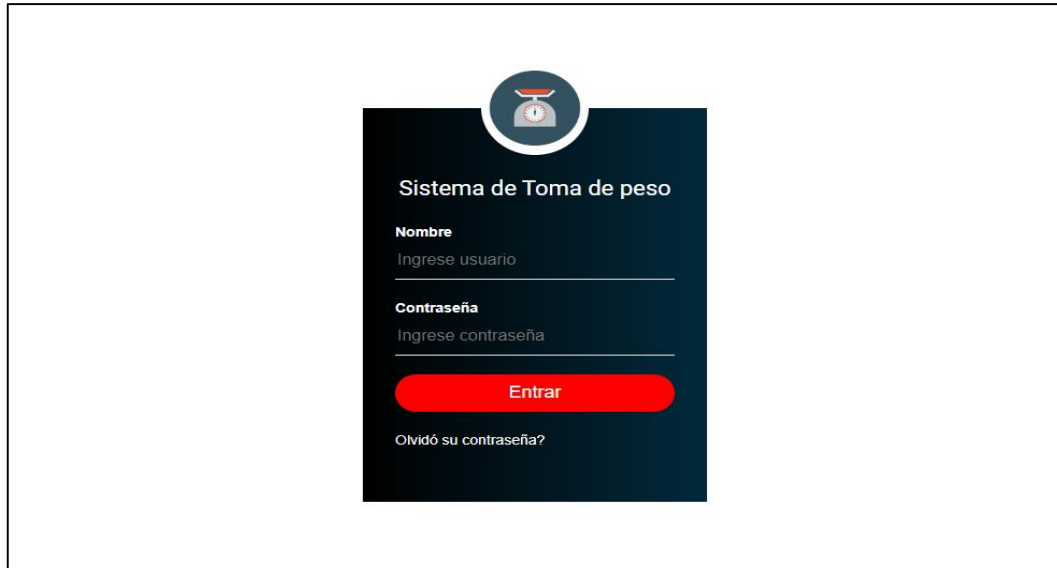 Sistema de Toma de peso
Nombre
Ingrese usuario
Contraseña
Ingrese contraseña
Entrar
Olvidó su contraseña?